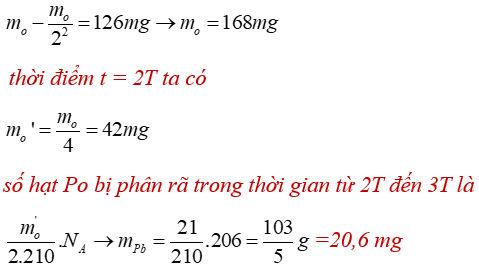 m_o - \frac{m_o}{2^2} = 126mg → m_o = 168mg
thời điểm t = 2T ta có
m_o ' = \frac{m_o}{4} = 42mg
số hạt Po bị phân rã trong thời gian từ 2T đến 3T là
\frac{m_o^'}{2.210}.N_A → m_{Pb} = \frac{21}{210}.206 = \frac{103}{5} g =20,6 mg